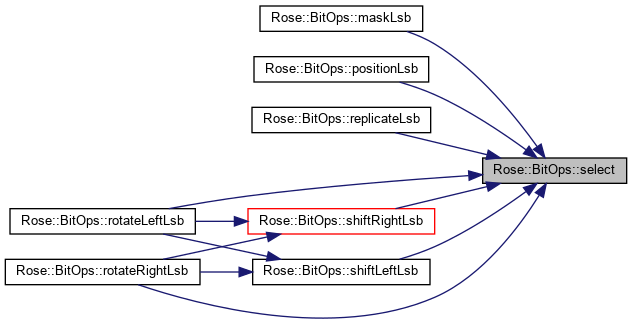 Rose::BitOps::maskLsb
Rose::BitOps::positionLsb
Rose::BitOps::replicateLsb
Rose::BitOps::select
Rose::BitOps::rotateLeftLsb
Rose::BitOps::shiftRightLsb
Rose::BitOps::rotateRightLsb
Rose::BitOps::shiftLeftLsb